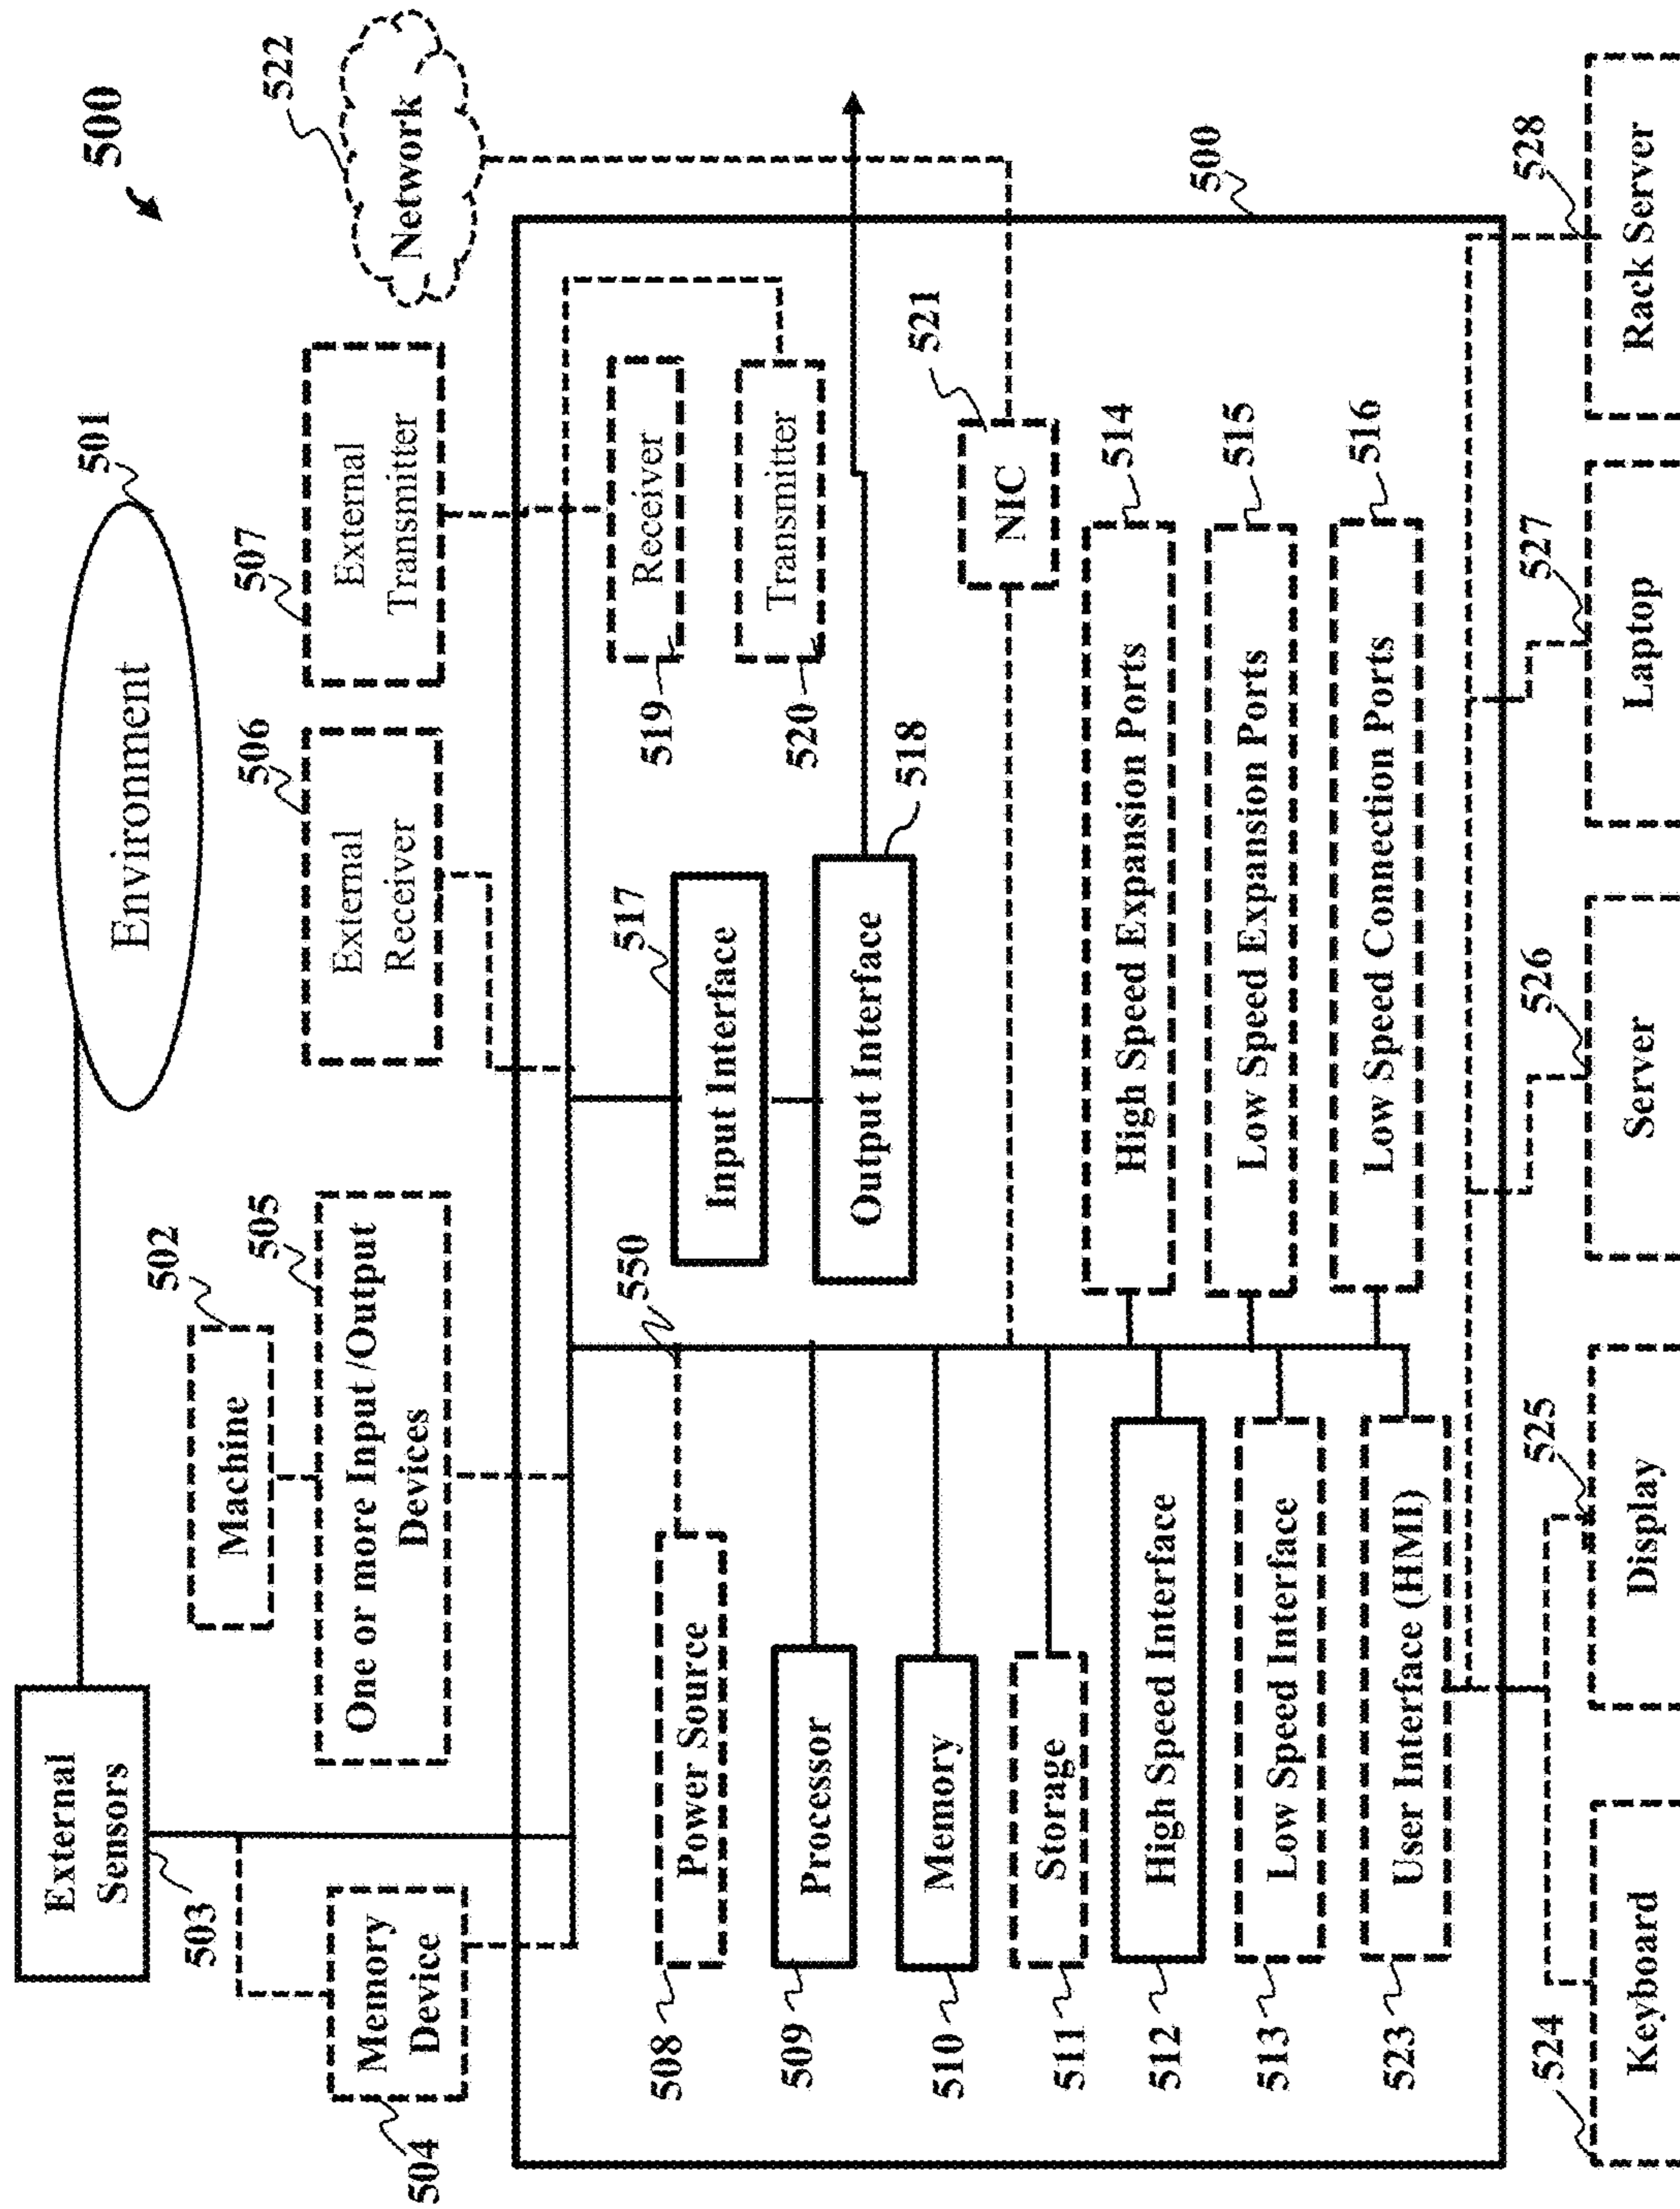 500
Environment
501
External
Sensors
503
Machine
502
One or more Input /Output
Devices
505
Memory
Device
504
External
Receiver
506
External
Transmitter
507
Network
522
Power Source
508
Processor
509
Memory
510
Storage
511
High Speed Interface
512
Low Speed Interface
513
User Interface (HMI)
523
550
Input Interface
517
Output Interface
518
Receiver
519
Transmitter
520
NIC
521
High Speed Expansion Ports
514
Low Speed Expansion Ports
515
Low Speed Connection Ports
516
500
Keyboard
524
Display
525
Server
526
Laptop
527
Rack Server
528